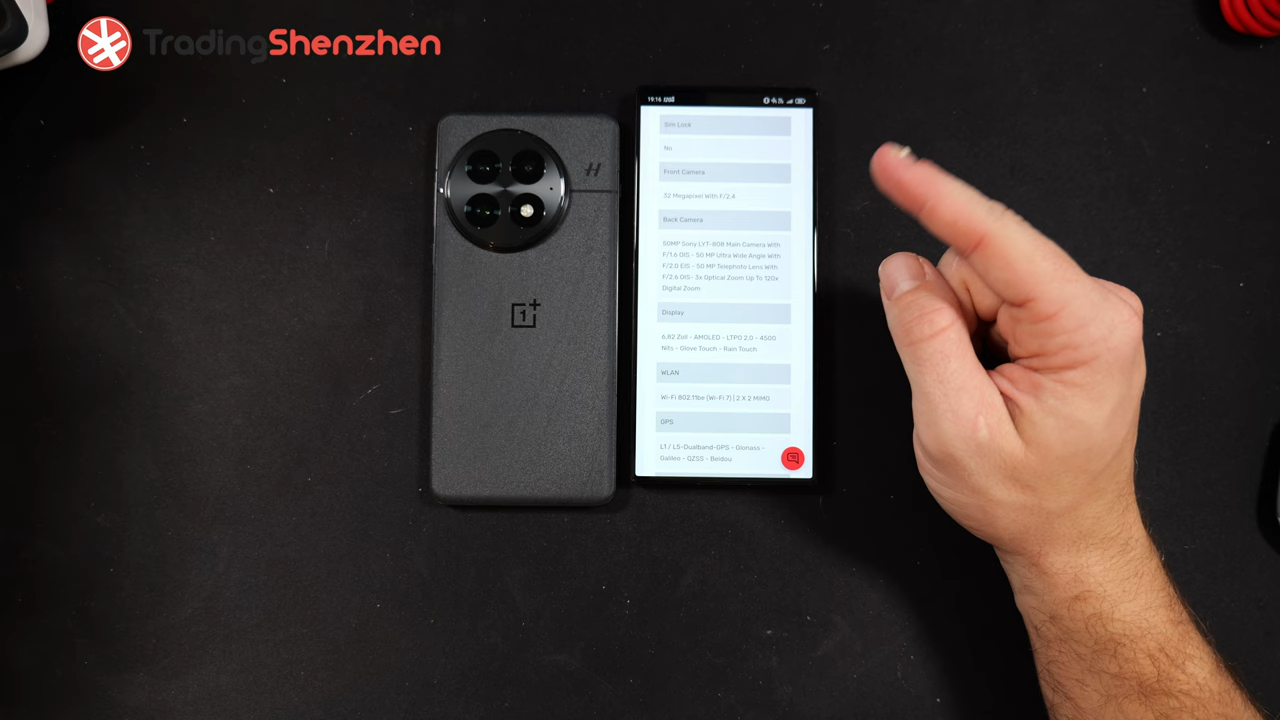 TradingShenzhen
19:16
Sim Lock
No
Front Camera
32 Megapixel With F/2.4
Back Camera
50MP Sony LYT-808 Main Camera With
F/1.6 OIS - 50 MP Ultra Wide Angle With
F/2.0 EIS - 50 MP Telephoto Lens With
F/2.6 OIS- 3x Optical Zoom Up To 120x
Digital Zoom
Display
6,82 Zoll - AMOLED - LTPO 2.0 - 4500
Nits - Glove Touch - Rain Touch
WLAN
Wi-Fi 802.11be (Wi-Fi 7) | 2 X 2 MiMO
GPS
L1 / L5-Dualband-GPS - Glonass -
Galileo - QZSS - Beidou
H
1+